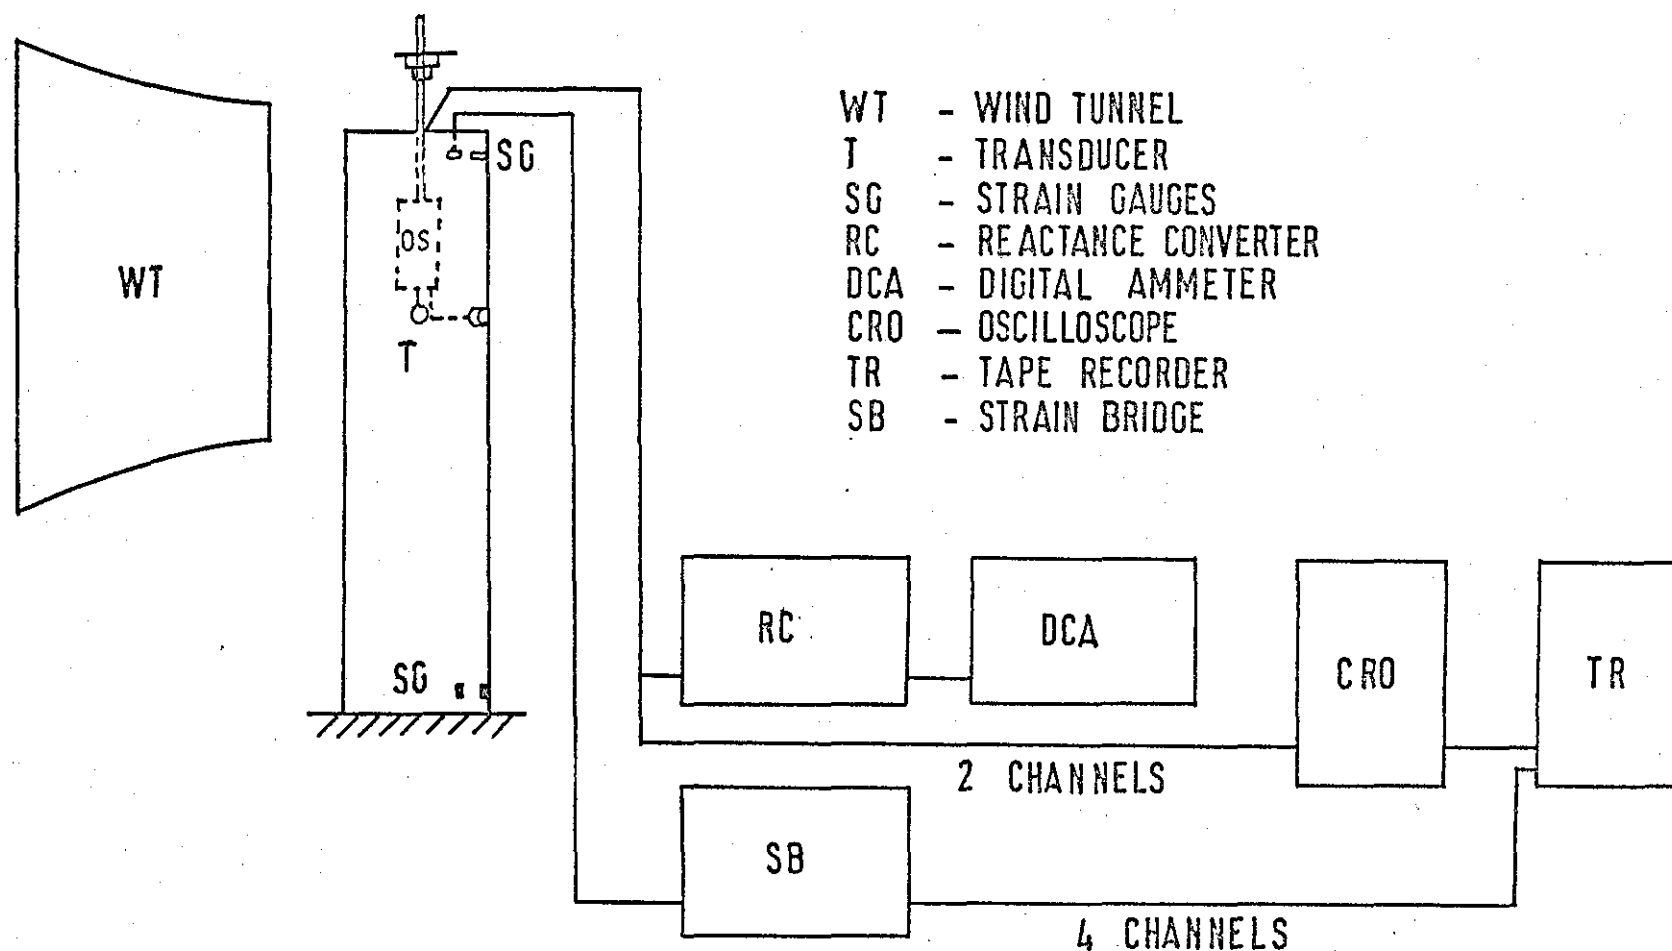 WT - WIND TUNNEL
T - TRANSDUCER
SG - STRAIN GAUGES
RC - REACTANCE CONVERTER
DCA - DIGITAL AMMETER
CRO - OSCILLOSCOPE
TR - TAPE RECORDER
SB - STRAIN BRIDGE
SG
OS
WT
T
RC
DCA
CRO
TR
SG
2 CHANNELS
SB
4 CHANNELS